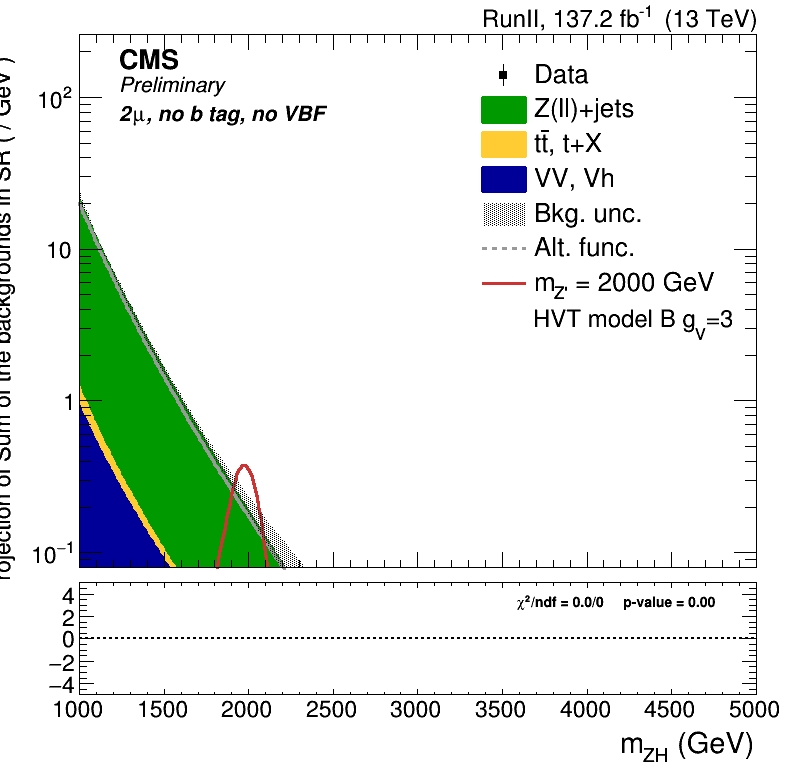 RunII, 137.2 fb⁻¹ (13 TeV)
CMS
Preliminary
2μ, no b tag, no VBF
Data
Z(ll)+jets
tt̄, t+X
VV, Vh
Bkg. unc.
Alt. func.
m_Z' = 2000 GeV
HVT model B g_V=3
rojection of Sum of the backgrounds in SR ( / GeV )
10²
10
1
10⁻¹
χ²/ndf = 0.0/0 p-value = 0.00
4
2
0
−2
−4
1000 1500 2000 2500 3000 3500 4000 4500 5000
m_ZH (GeV)